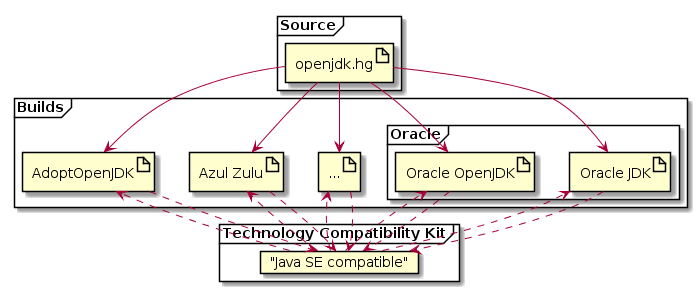 Source
openjdk.hg
Builds
Oracle
AdoptOpenJDK
Azul Zulu
...
Oracle OpenJDK
Oracle JDK
Technology Compatibility Kit
"Java SE compatible"